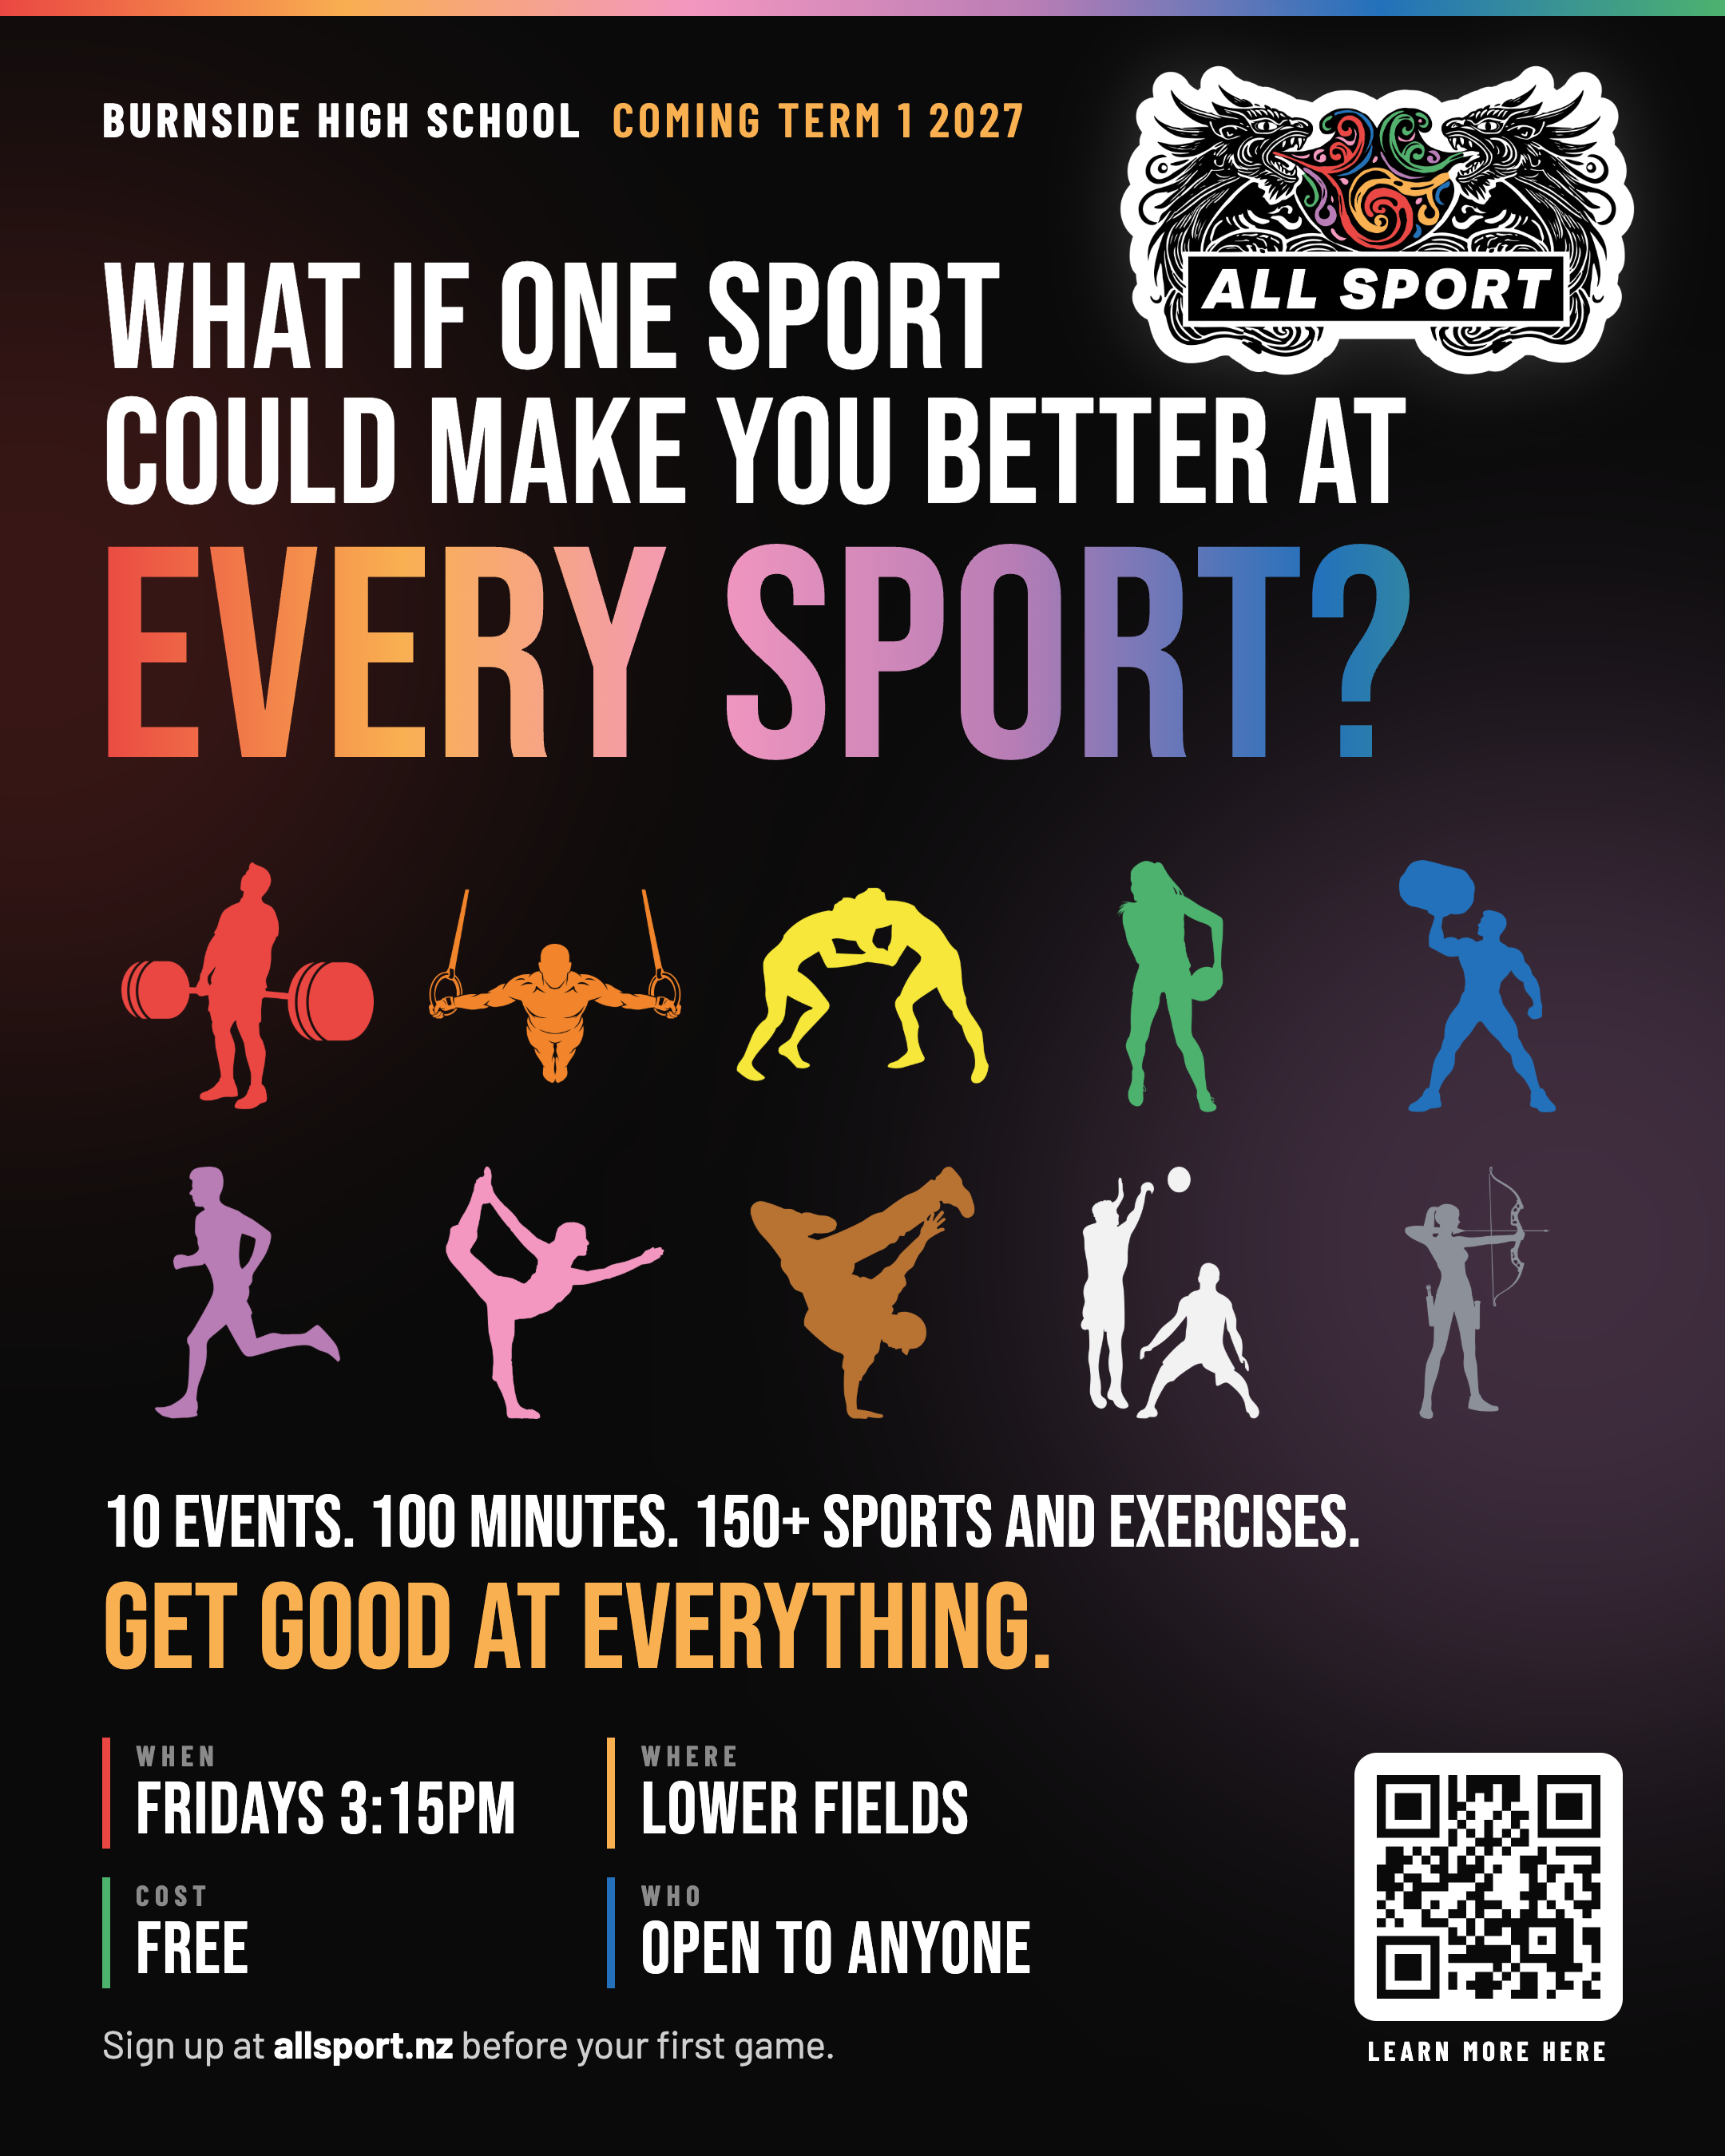 BURNSIDE HIGH SCHOOL COMING TERM 1 2027
ALL SPORT
WHAT IF ONE SPORT
COULD MAKE YOU BETTER AT
EVERY SPORT?
10 EVENTS. 100 MINUTES. 150+ SPORTS AND EXERCISES.
GET GOOD AT EVERYTHING.
WHEN
FRIDAYS 3:15PM
WHERE
LOWER FIELDS
COST
FREE
WHO
OPEN TO ANYONE
Sign up at allsport.nz before your first game.
LEARN MORE HERE